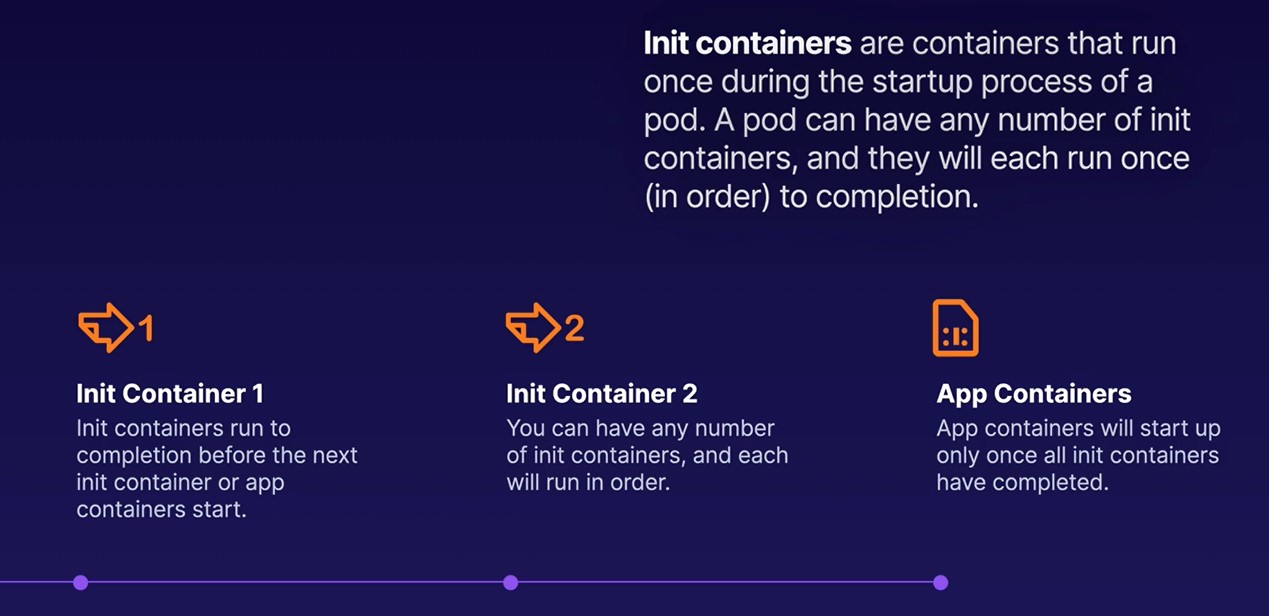 Init containers are containers that run
once during the startup process of a
pod. A pod can have any number of init
containers, and they will each run once
(in order) to completion.
1
Init Container 1
Init containers run to
completion before the next
init container or app
containers start.
2
Init Container 2
You can have any number
of init containers, and each
will run in order.
App Containers
App containers will start up
only once all init containers
have completed.